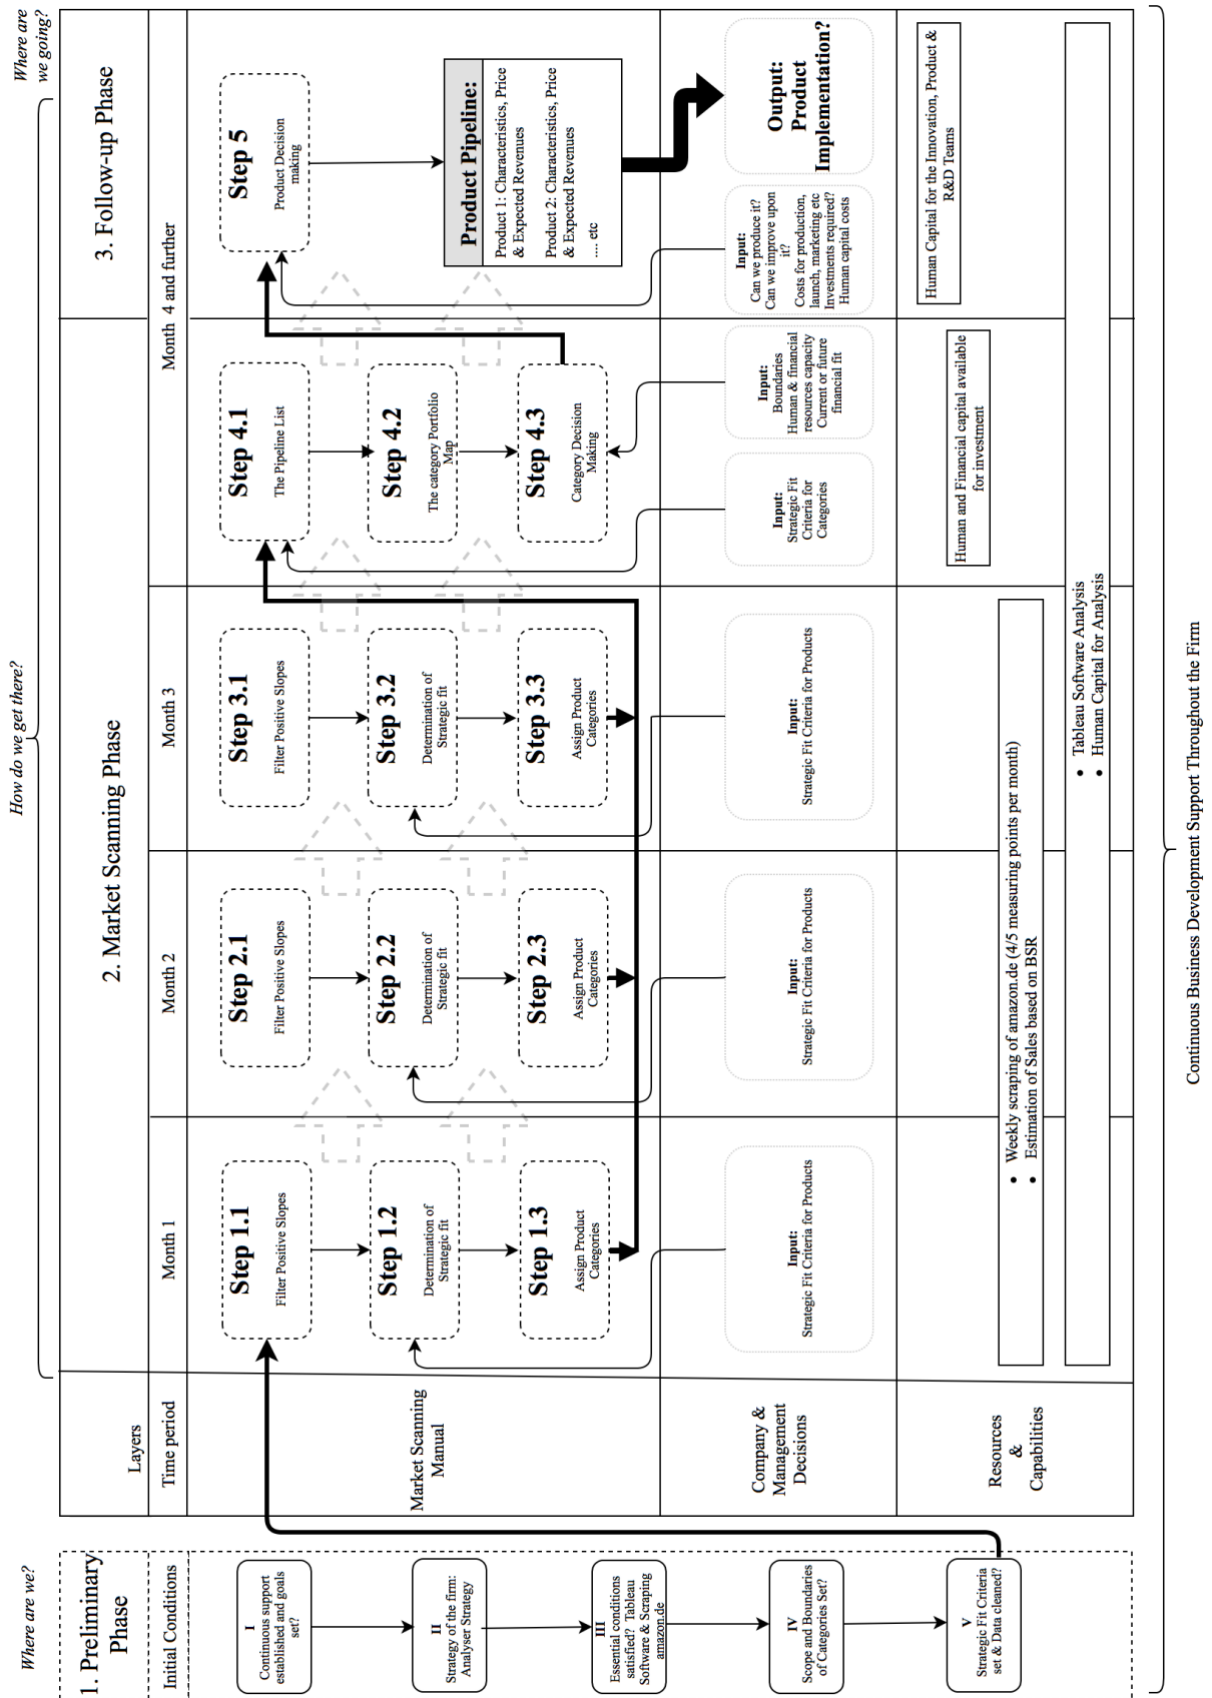 Where are we?
How do we get there?
Where are
we going?
1. Preliminary
Phase
Initial Conditions
I
Continuous support
established and goals
set?
II
Strategy of the firm:
Analyser Strategy
III
Essential conditions
satisfied? Tableau
Software & Scraping
amazon.de
IV
Scope and Boundaries
of Categories Set?
V
Strategic Fit Criteria
set & Data cleaned?
Layers
2. Market Scanning Phase
3. Follow-up Phase
Time period
Month 1
Month 2
Month 3
Month 4 and further
Market Scanning
Manual
Step 1.1
Filter Positive Slopes
Step 1.2
Determination of
Strategic fit
Step 1.3
Assign Product
Categories
Step 2.1
Filter Positive Slopes
Step 2.2
Determination of
Strategic fit
Step 2.3
Assign Product
Categories
Step 3.1
Filter Positive Slopes
Step 3.2
Determination of
Strategic fit
Step 3.3
Assign Product
Categories
Step 4.1
The Pipeline List
Step 4.2
The category Portfolio
Map
Step 4.3
Category Decision
Making
Step 5
Product Decision
making
Product Pipeline:
Product 1: Characteristics, Price
& Expected Revenues
Product 2: Characteristics, Price
& Expected Revenues
.... etc
Company &
Management
Decisions
Input:
Strategic Fit Criteria for Products
Input:
Strategic Fit Criteria for Products
Input:
Strategic Fit Criteria for Products
Input:
Strategic Fit
Criteria for
Categories
Input:
Boundaries
Human & financial
resources capacity
Current or future
financial fit
Input:
Can we produce it?
Can we improve upon
it?
Costs for production,
launch, marketing etc
Investments required?
Human capital costs
Output:
Product
Implementation?
Resources
&
Capabilities
Human and Financial capital available
for investment
Human Capital for the Innovation, Product &
R&D Teams
• Weekly scraping of amazon.de (4/5 measuring points per month)
• Estimation of Sales based on BSR
• Tableau Software Analysis
• Human Capital for Analysis
Continuous Business Development Support Throughout the Firm